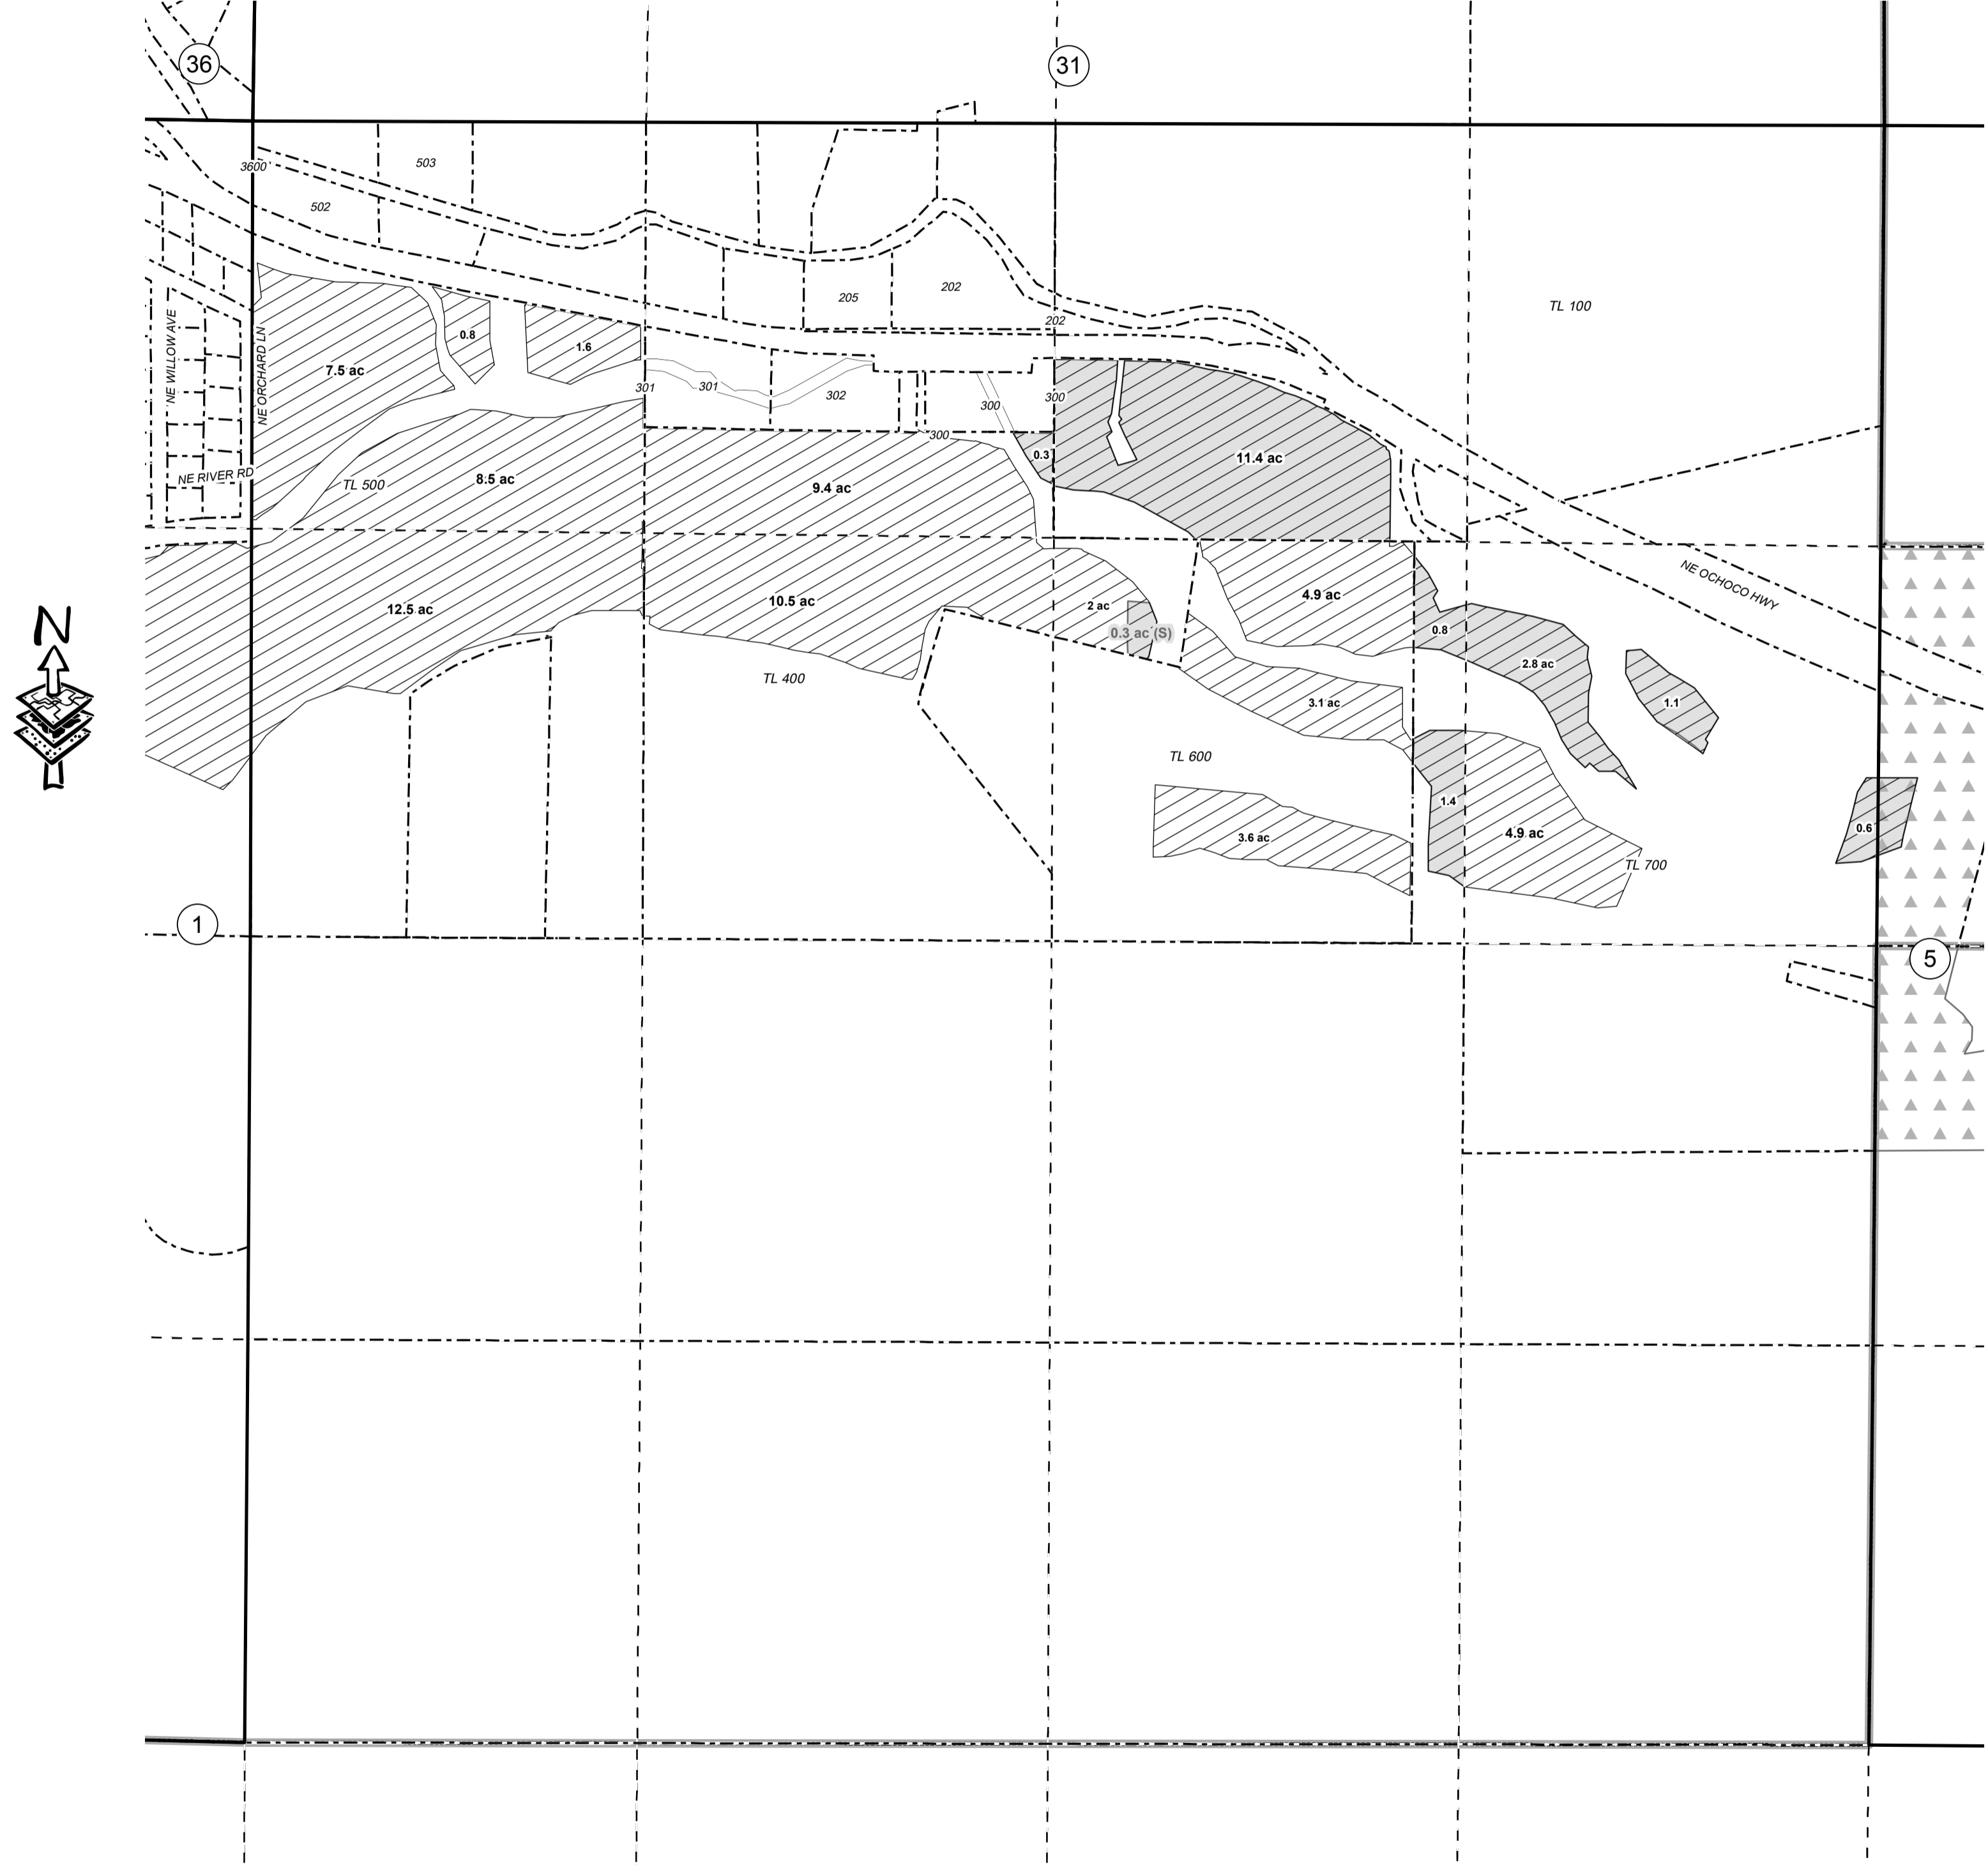 36
31
3600
503
502
205
202
202
TL 100
NE WILLOW AVE
NE ORCHARD LN
7.5 ac
0.8
1.6
301
301
302
300
300
300
0.3
11.4 ac
NE RIVER RD
TL 500
8.5 ac
9.4 ac
NE OCHOCO HWY
12.5 ac
10.5 ac
2 ac
0.3 ac (S)
4.9 ac
0.8
2.8 ac
1.1
TL 400
3.1 ac
TL 600
3.6 ac
1.4
4.9 ac
TL 700
0.6
1
5
N